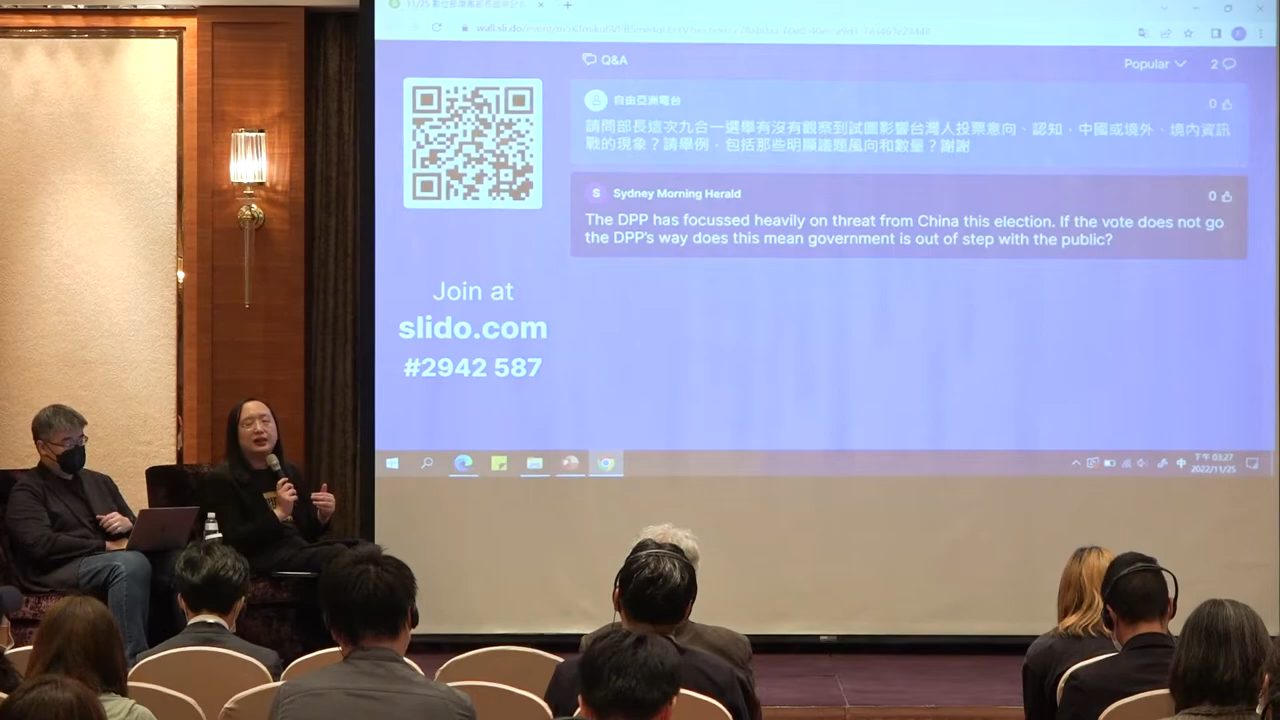 Q&A
Popular
2
自由亞洲電台
0
請問部長這次九合一選舉有沒有觀察到試圖影響台灣人投票意向、認知，中國或境外、境內資訊
戰的現象？請舉例，包括那些明顯議題風向和數量？謝謝
S Sydney Morning Herald
0
The DPP has focussed heavily on threat from China this election. If the vote does not go
the DPP's way does this mean government is out of step with the public?
Join at
slido.com
#2942 587
中
下午 03:27
2022/11/25